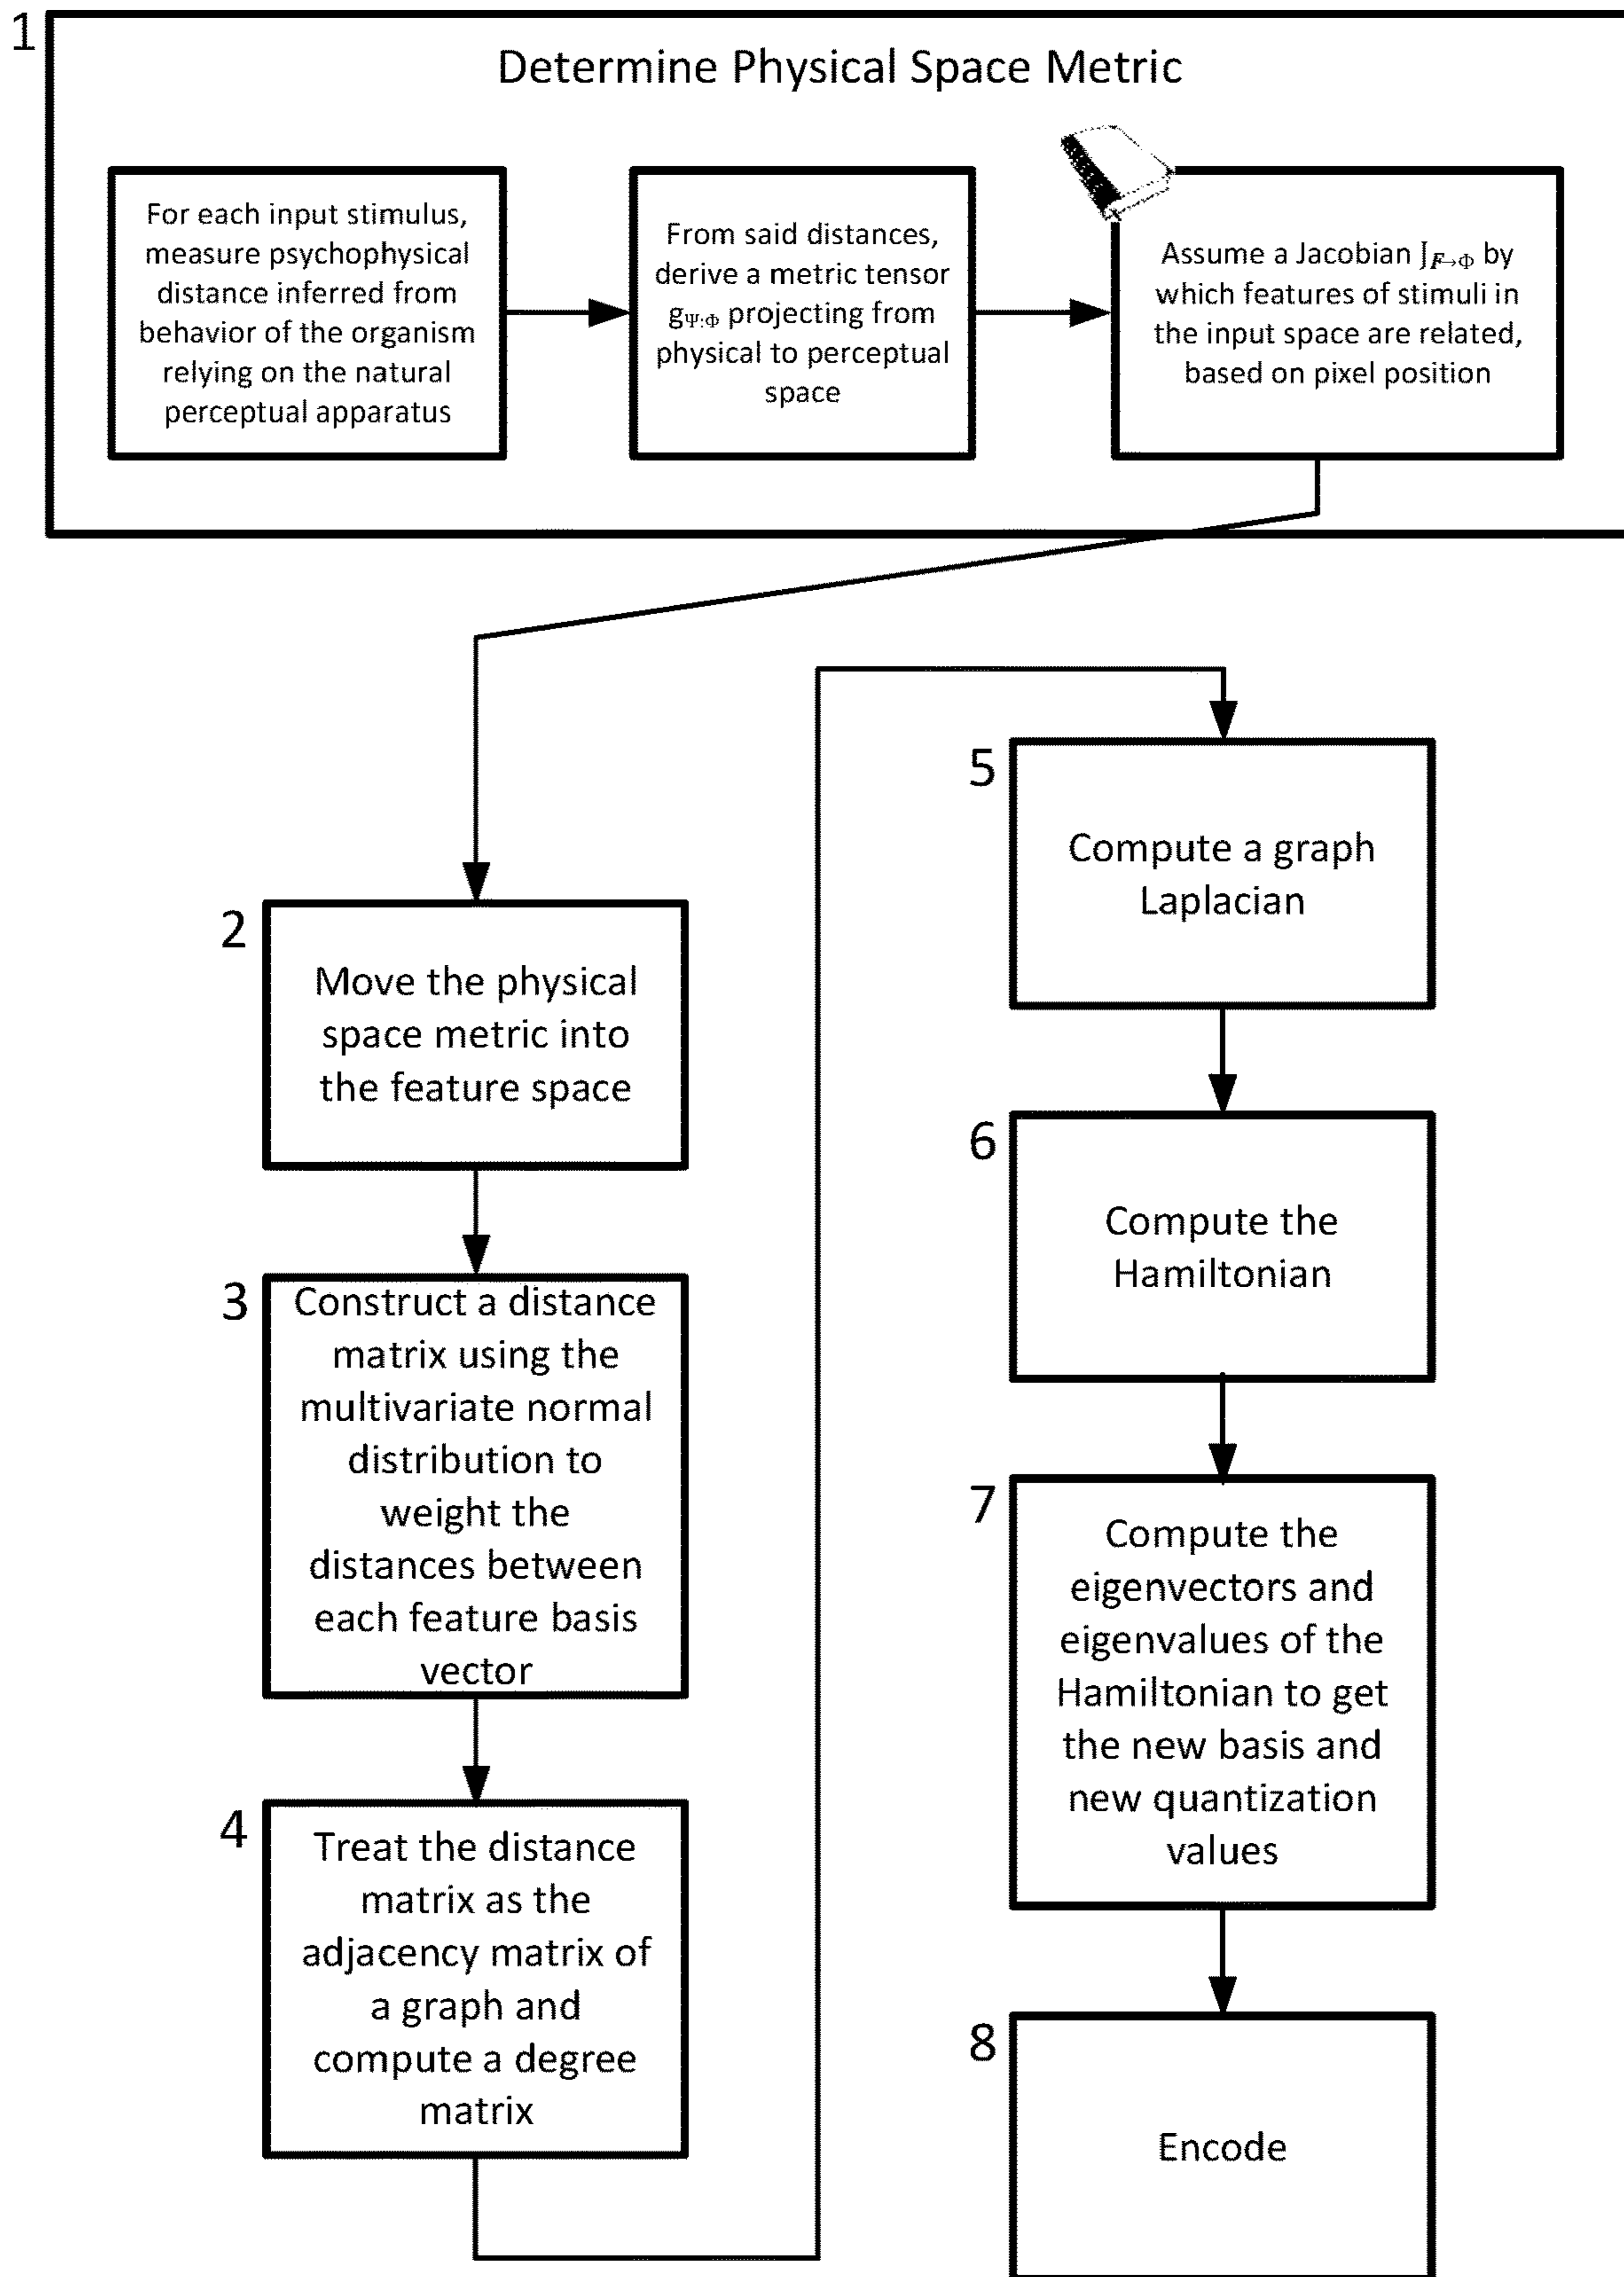 1
Determine Physical Space Metric
For each input stimulus,
measure psychophysical
distance inferred from
behavior of the organism
relying on the natural
perceptual apparatus
From said distances,
derive a metric tensor
gΨ:Φ projecting from
physical to perceptual
space
Assume a Jacobian JF→Φ by
which features of stimuli in
the input space are related,
based on pixel position
2
Move the physical
space metric into
the feature space
3
Construct a distance
matrix using the
multivariate normal
distribution to
weight the
distances between
each feature basis
vector
4
Treat the distance
matrix as the
adjacency matrix of
a graph and
compute a degree
matrix
5
Compute a graph
Laplacian
6
Compute the
Hamiltonian
7
Compute the
eigenvectors and
eigenvalues of the
Hamiltonian to get
the new basis and
new quantization
values
8
Encode